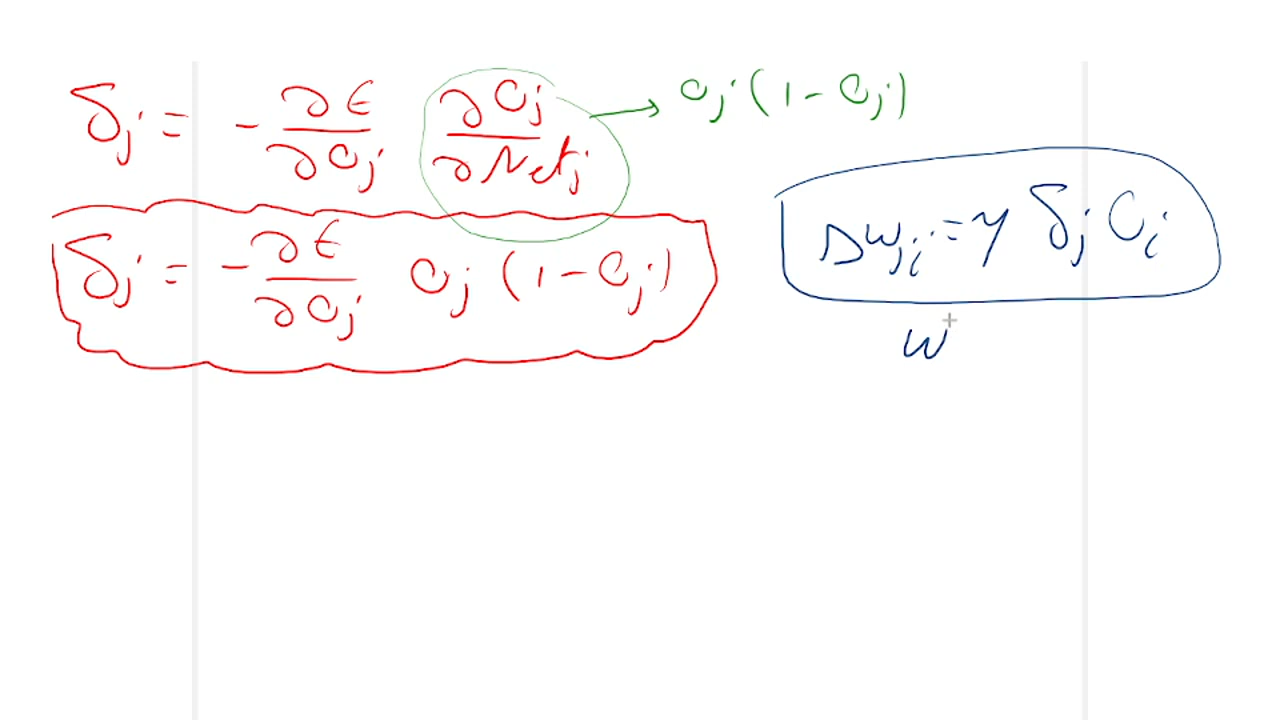 δj = - ∂E/∂Oj ∂Oj/∂Netj → Oj(1-Oj)
δj = - ∂E/∂Oj Oj(1-Oj)
Δwji = η δj Oi
w